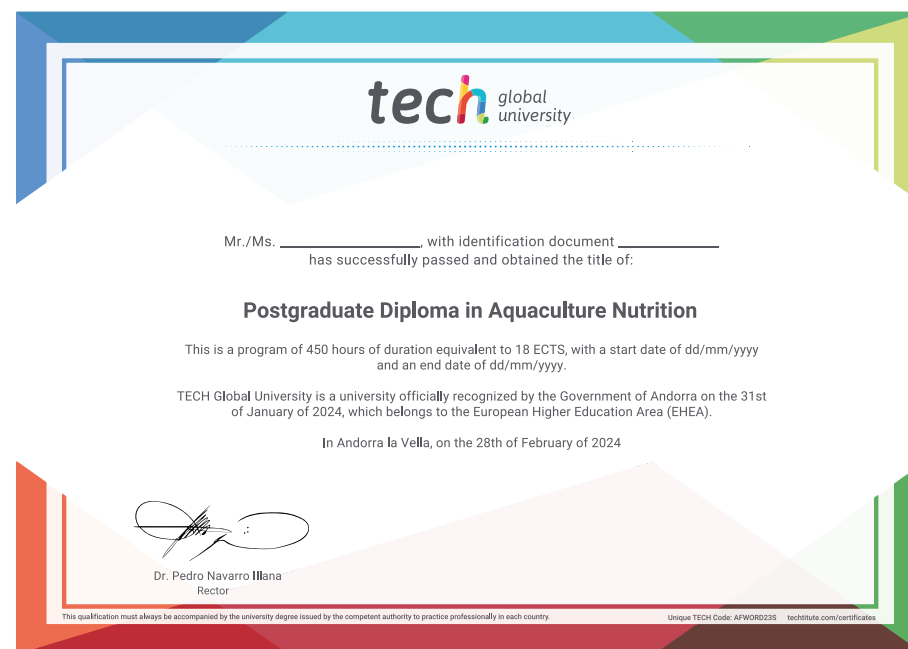 tech global university
Mr./Ms. ____________, with identification document ____________
has successfully passed and obtained the title of:
Postgraduate Diploma in Aquaculture Nutrition
This is a program of 450 hours of duration equivalent to 18 ECTS, with a start date of dd/mm/yyyy
and an end date of dd/mm/yyyy.
TECH Global University is a university officially recognized by the Government of Andorra on the 31st
of January of 2024, which belongs to the European Higher Education Area (EHEA).
In Andorra la Vella, on the 28th of February of 2024
Dr. Pedro Navarro Illana
Rector
This qualification must always be accompanied by the university degree issued by the competent authority to practice professionally in each country.
Unique TECH Code: AFWORD23S techtitute.com/certificates